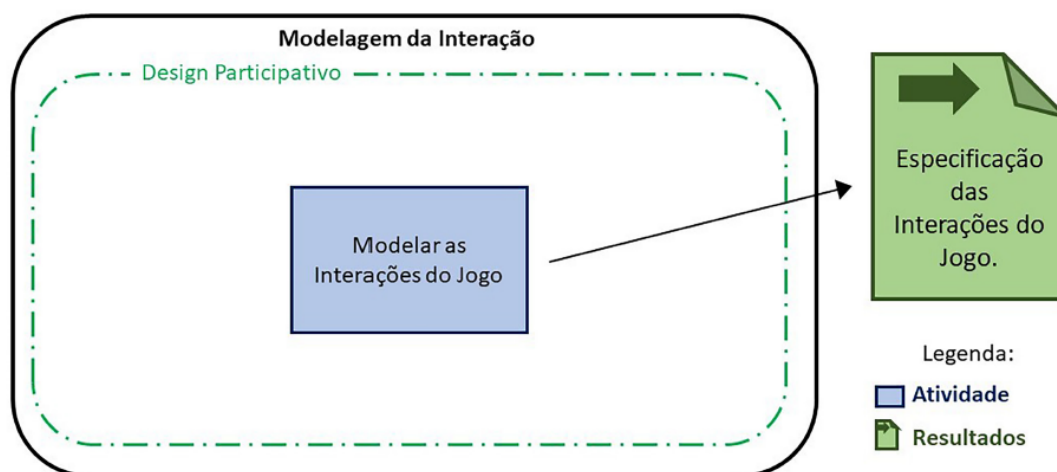 Modelagem da Interação
Design Participativo
Modelar as
Interações do Jogo
Especificação
das
Interações do
Jogo.
Legenda:
Atividade
Resultados